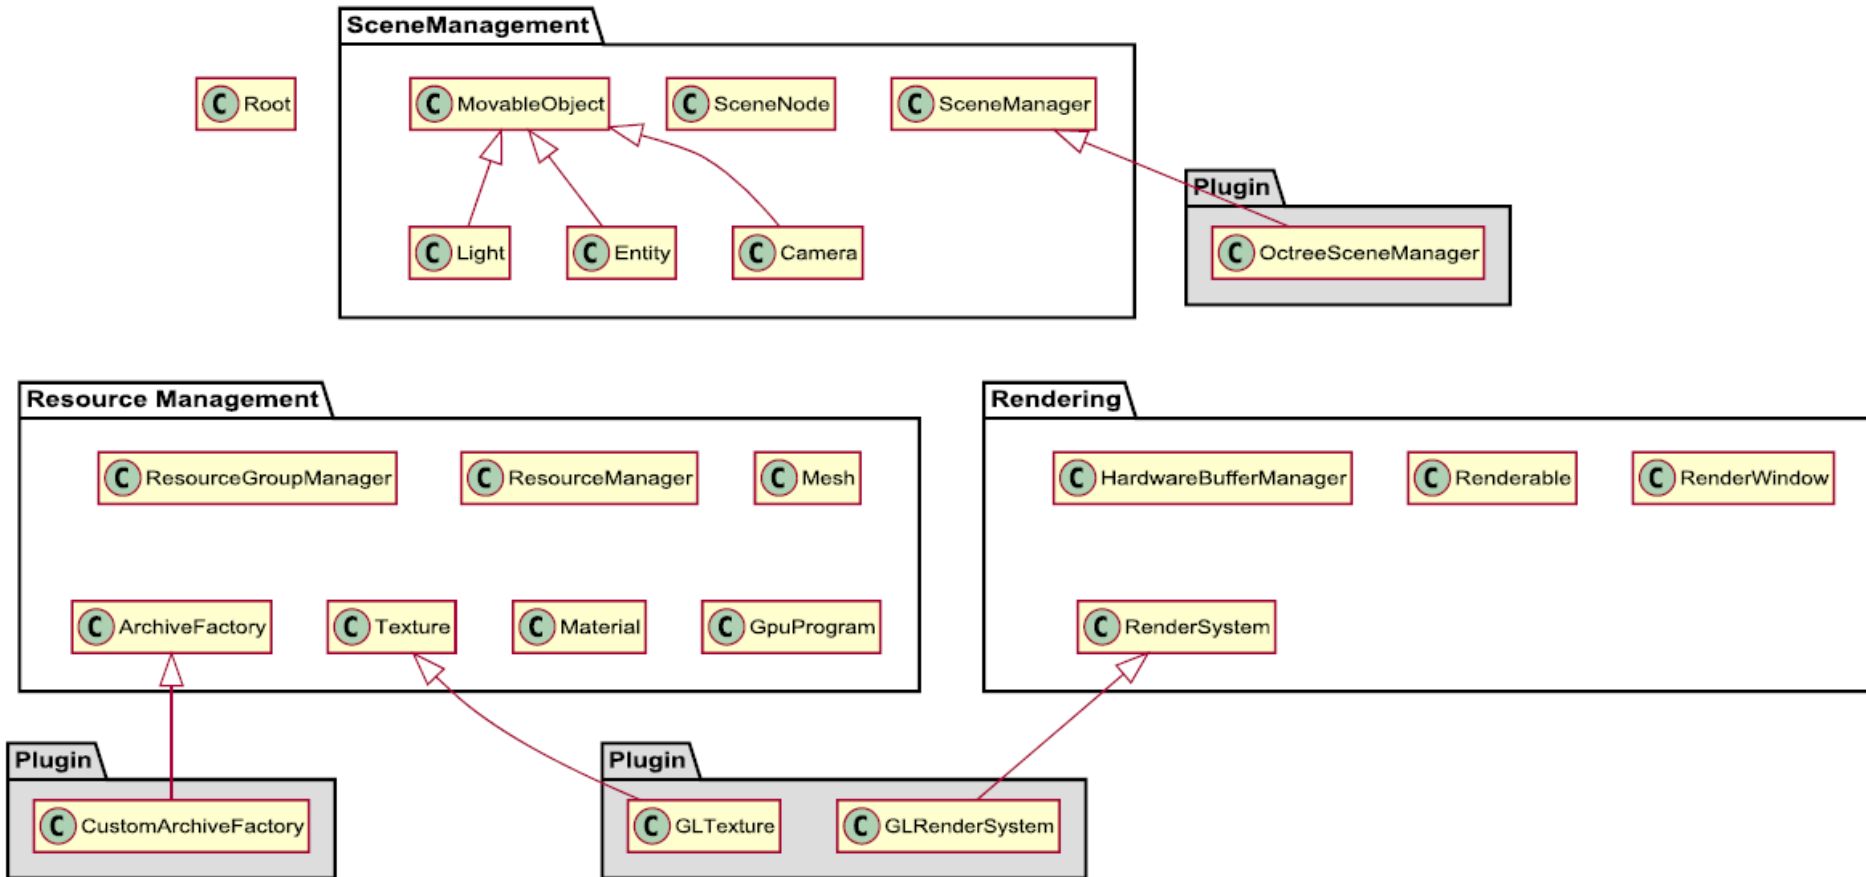 SceneManagement
C Root
C MovableObject
C SceneNode
C SceneManager
Plugin
C Light
C Entity
C Camera
C OctreeSceneManager
Resource Management
Rendering
C ResourceGroupManager
C ResourceManager
C Mesh
C HardwareBufferManager
C Renderable
C RenderWindow
C ArchiveFactory
C Texture
C Material
C GpuProgram
C RenderSystem
Plugin
Plugin
C CustomArchiveFactory
C GLTexture
C GLRenderSystem